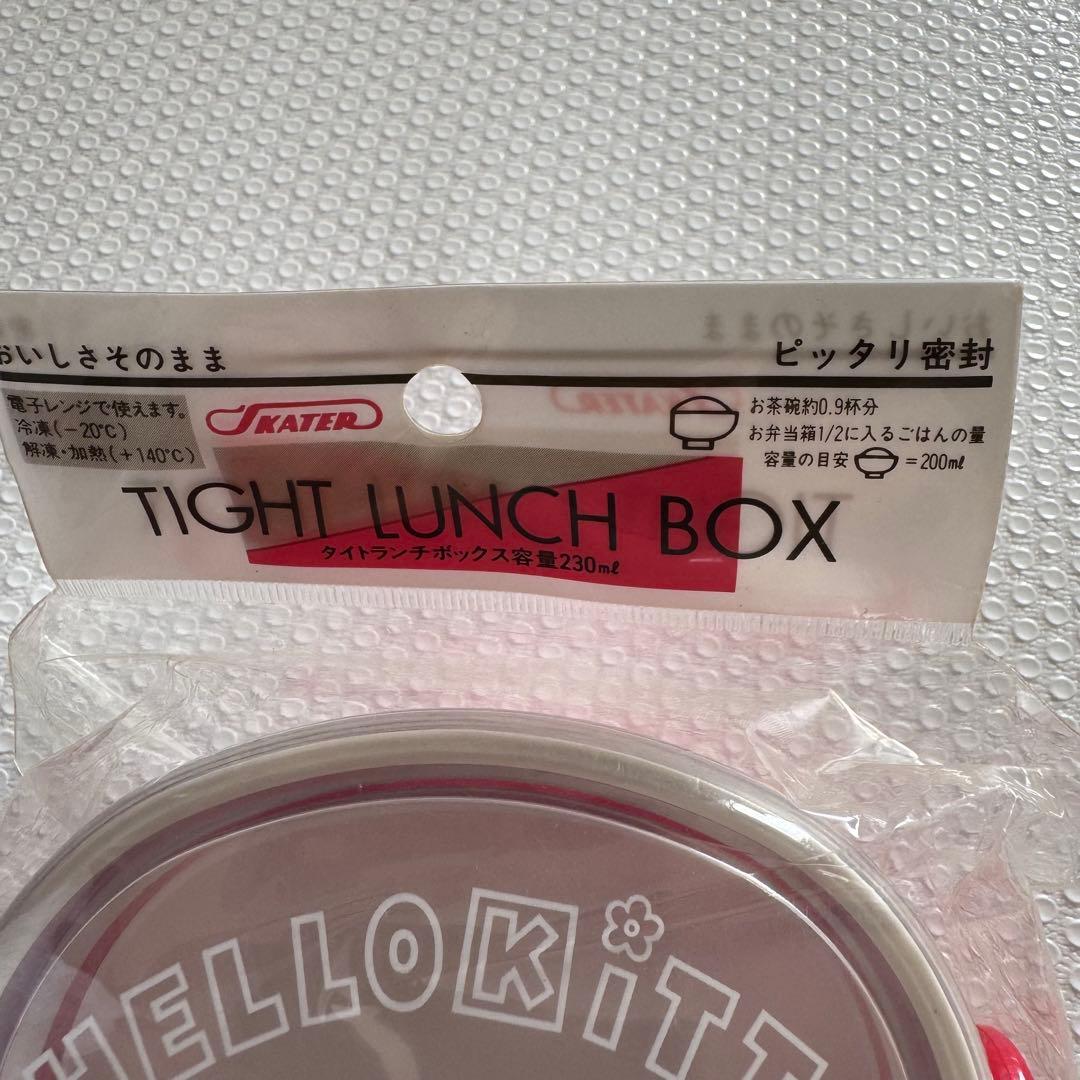 おいしさそのまま
ピッタリ密封
電子レンジで使えます。
冷凍(−20℃)
解凍・加熱(+140℃)
SKATER
お茶碗約0.9杯分
お弁当箱1/2に入るごはんの量
容量の目安 =200mℓ
TIGHT LUNCH BOX
タイトランチボックス容量230mℓ
HELLO KiTT